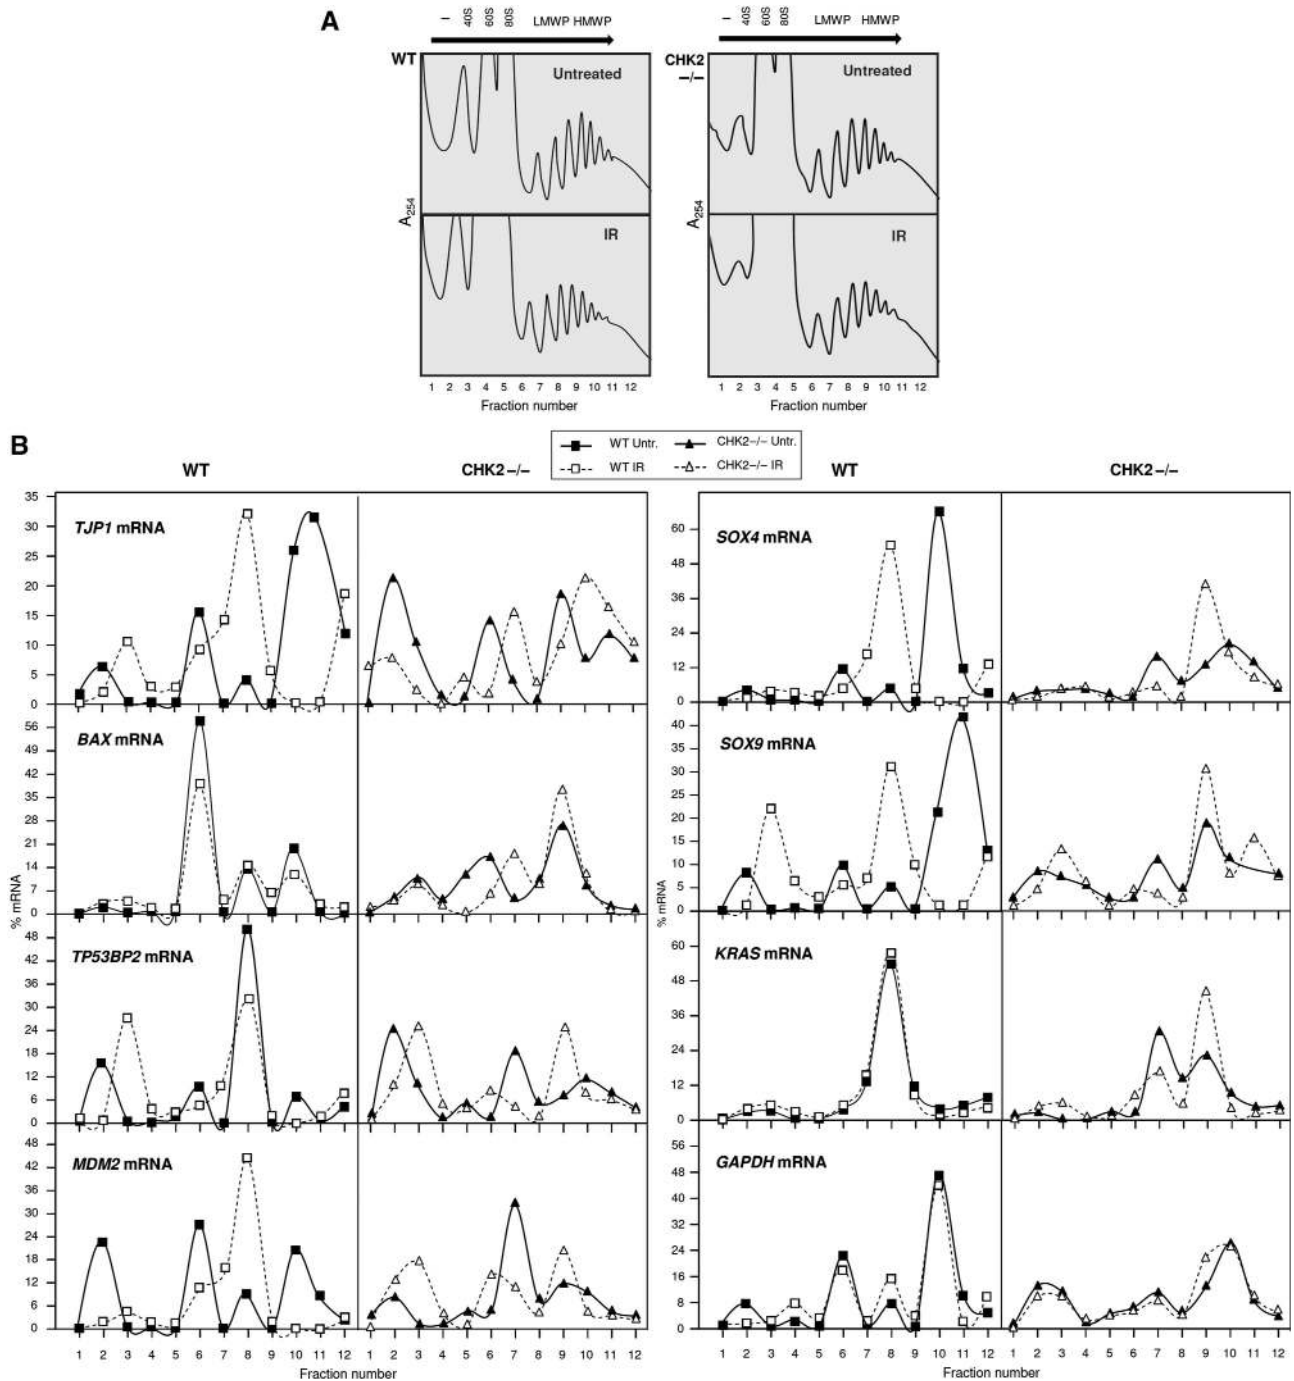 A
– 40S 60S 80S LMWP HMWP
– 40S 60S 80S LMWP HMWP
WT
Untreated
CHK2
–/–
Untreated
A254
IR
A254
IR
1 2 3 4 5 6 7 8 9 10 11 12
1 2 3 4 5 6 7 8 9 10 11 12
Fraction number
Fraction number
B
WT Untr. CHK2–/– Untr.
WT IR CHK2–/– IR
WT
CHK2 –/–
WT
CHK2 –/–
TJP1 mRNA
35
30
25
20
15
10
5
0
BAX mRNA
56
49
42
35
28
21
14
7
0
% mRNA
TP53BP2 mRNA
48
42
36
30
24
18
12
6
0
MDM2 mRNA
48
42
36
30
24
18
12
6
0
1 2 3 4 5 6 7 8 9 10 11 12
1 2 3 4 5 6 7 8 9 10 11 12
Fraction number
SOX4 mRNA
60
48
36
24
12
0
SOX9 mRNA
40
35
30
25
20
15
10
5
0
% mRNA
KRAS mRNA
60
48
36
24
12
0
GAPDH mRNA
56
48
40
32
24
16
8
0
1 2 3 4 5 6 7 8 9 10 11 12
1 2 3 4 5 6 7 8 9 10 11 12
Fraction number